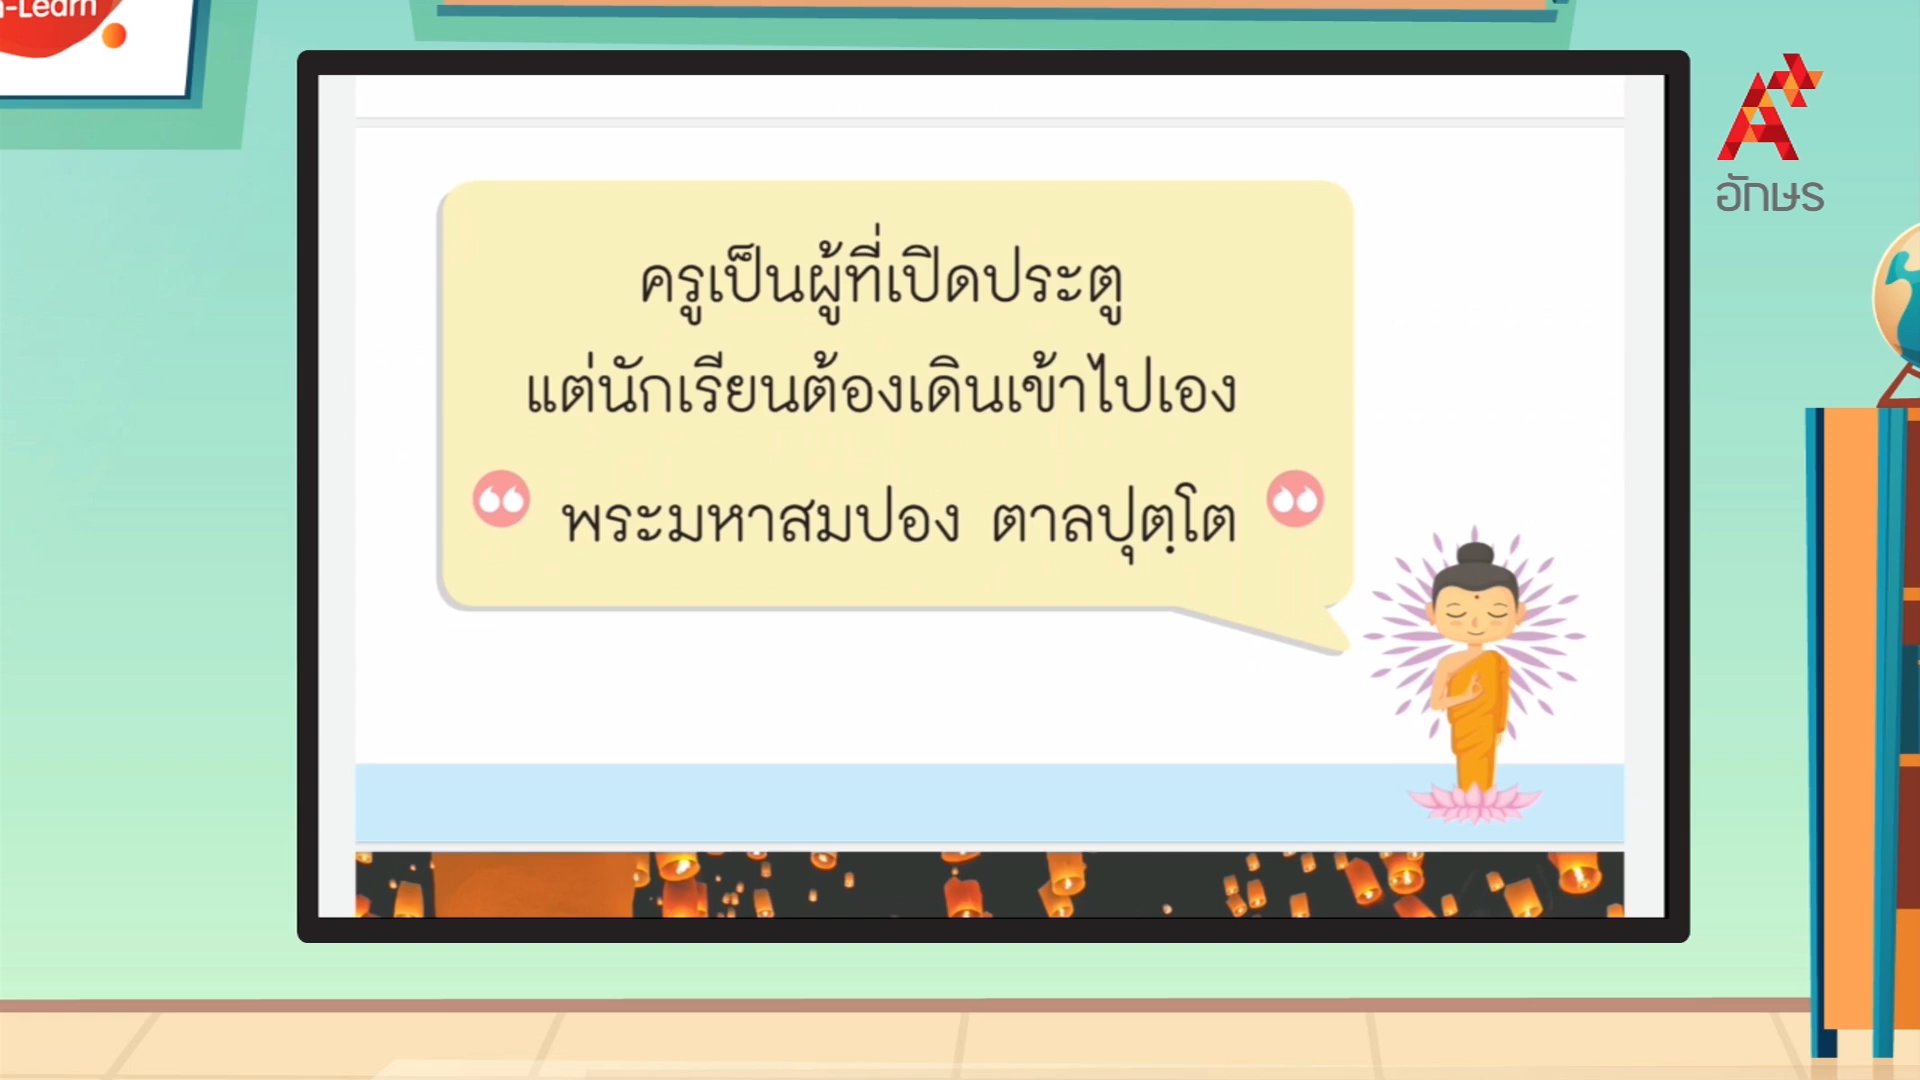 -Learn
อักษร
ครูเป็นผู้ที่เปิดประตู
แต่นักเรียนต้องเดินเข้าไปเอง
พระมหาสมปอง ตาลปุตฺโต